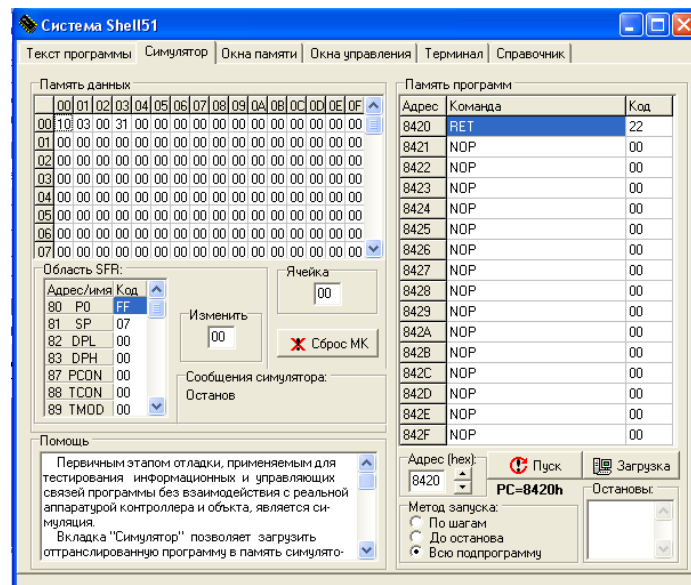 Система Shell51
Текст программы Симулятор Окна памяти Окна управления Терминал Справочник
Память данных
00 01 02 03 04 05 06 07 08 09 0A 0B 0C 0D 0E 0F
00 10 03 00 31 00 00 00 00 00 00 00 00 00 00 00 00
01 00 00 00 00 00 00 00 00 00 00 00 00 00 00 00 00
02 00 00 00 00 00 00 00 00 00 00 00 00 00 00 00 00
03 00 00 00 00 00 00 00 00 00 00 00 00 00 00 00 00
04 00 00 00 00 00 00 00 00 00 00 00 00 00 00 00 00
05 00 00 00 00 00 00 00 00 00 00 00 00 00 00 00 00
06 00 00 00 00 00 00 00 00 00 00 00 00 00 00 00 00
07 00 00 00 00 00 00 00 00 00 00 00 00 00 00 00 00
Область SFR:
Адрес/имя Код
80 P0 FF
81 SP 07
82 DPL 00
83 DPH 00
87 PCON 00
88 TCON 00
89 TMOD 00
Изменить
00
Ячейка
00
Сброс МК
Сообщения симулятора:
Останов
Помощь
Первичным этапом отладки, применяемым для
тестирования информационных и управляющих
связей программы без взаимодействия с реальной
аппаратурой контроллера и объкта, является си-
муляция.
Вкладка "Симулятор" позволяет загрузить
оттранслированную программу в память симулято-
Память программ
Адрес Команда Код
8420 RET 22
8421 NOP 00
8422 NOP 00
8423 NOP 00
8424 NOP 00
8425 NOP 00
8426 NOP 00
8427 NOP 00
8428 NOP 00
8429 NOP 00
842A NOP 00
842B NOP 00
842C NOP 00
842D NOP 00
842E NOP 00
842F NOP 00
Адрес (hex):
8420
Пуск
Загрузка
PC=8420h
Остановы:
Метод запуска:
По шагам
До останова
Всю подпрограмму